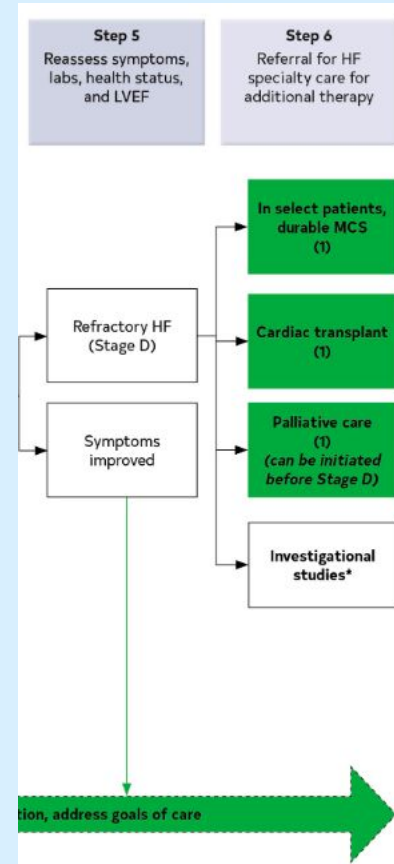 Step 5
Reassess symptoms,
labs, health status,
and LVEF
Step 6
Referral for HF
specialty care for
additional therapy
Refractory HF
(Stage D)
Symptoms
improved
In select patients,
durable MCS
(1)
Cardiac transplant
(1)
Palliative care
(1)
(can be initiated
before Stage D)
Investigational
studies*
tion, address goals of care